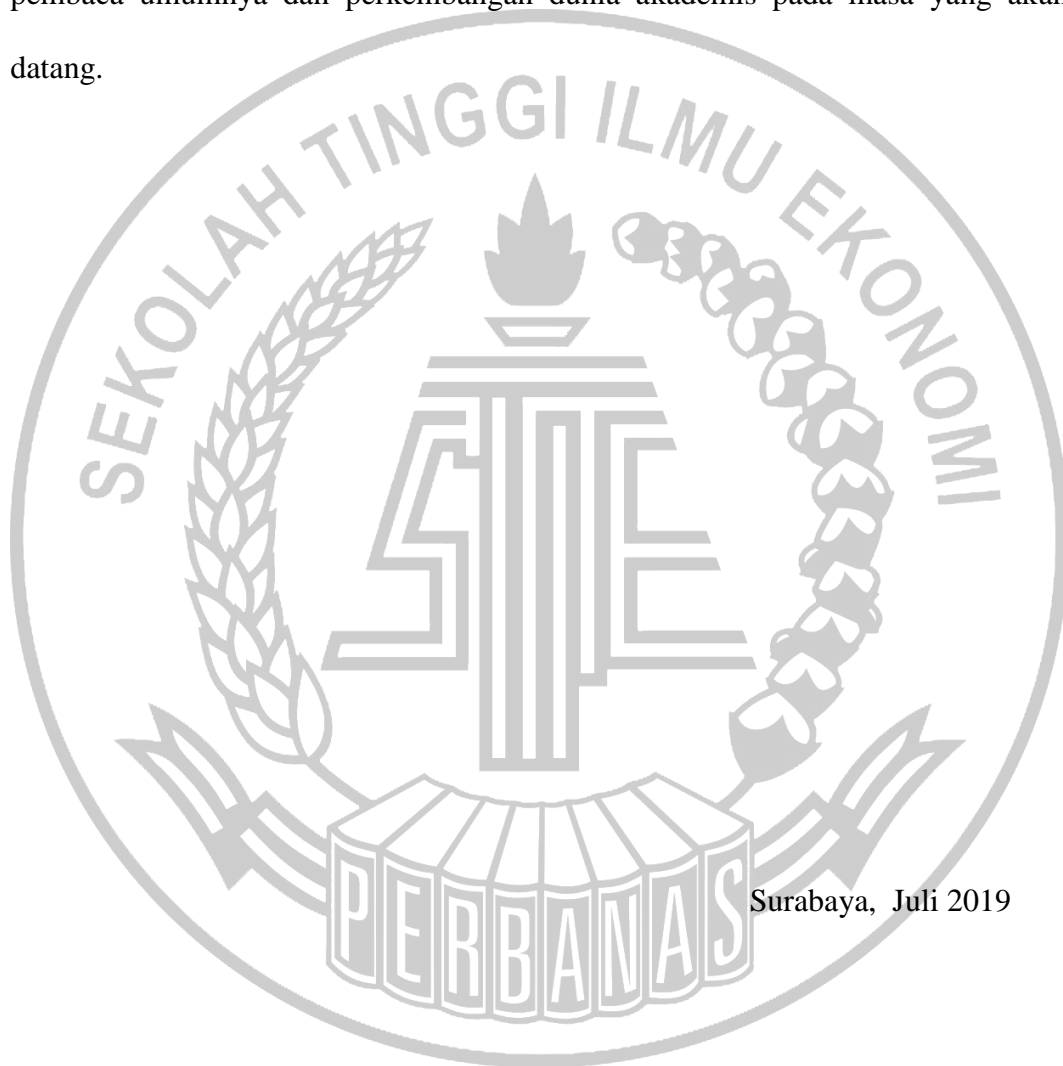 pembaca umumnya dan perkembangan dunia akademis pada masa yang akan
datang.
SEKOLAH TINGGI ILMU EKONOMI
STIE
PERBANAS
Surabaya, Juli 2019